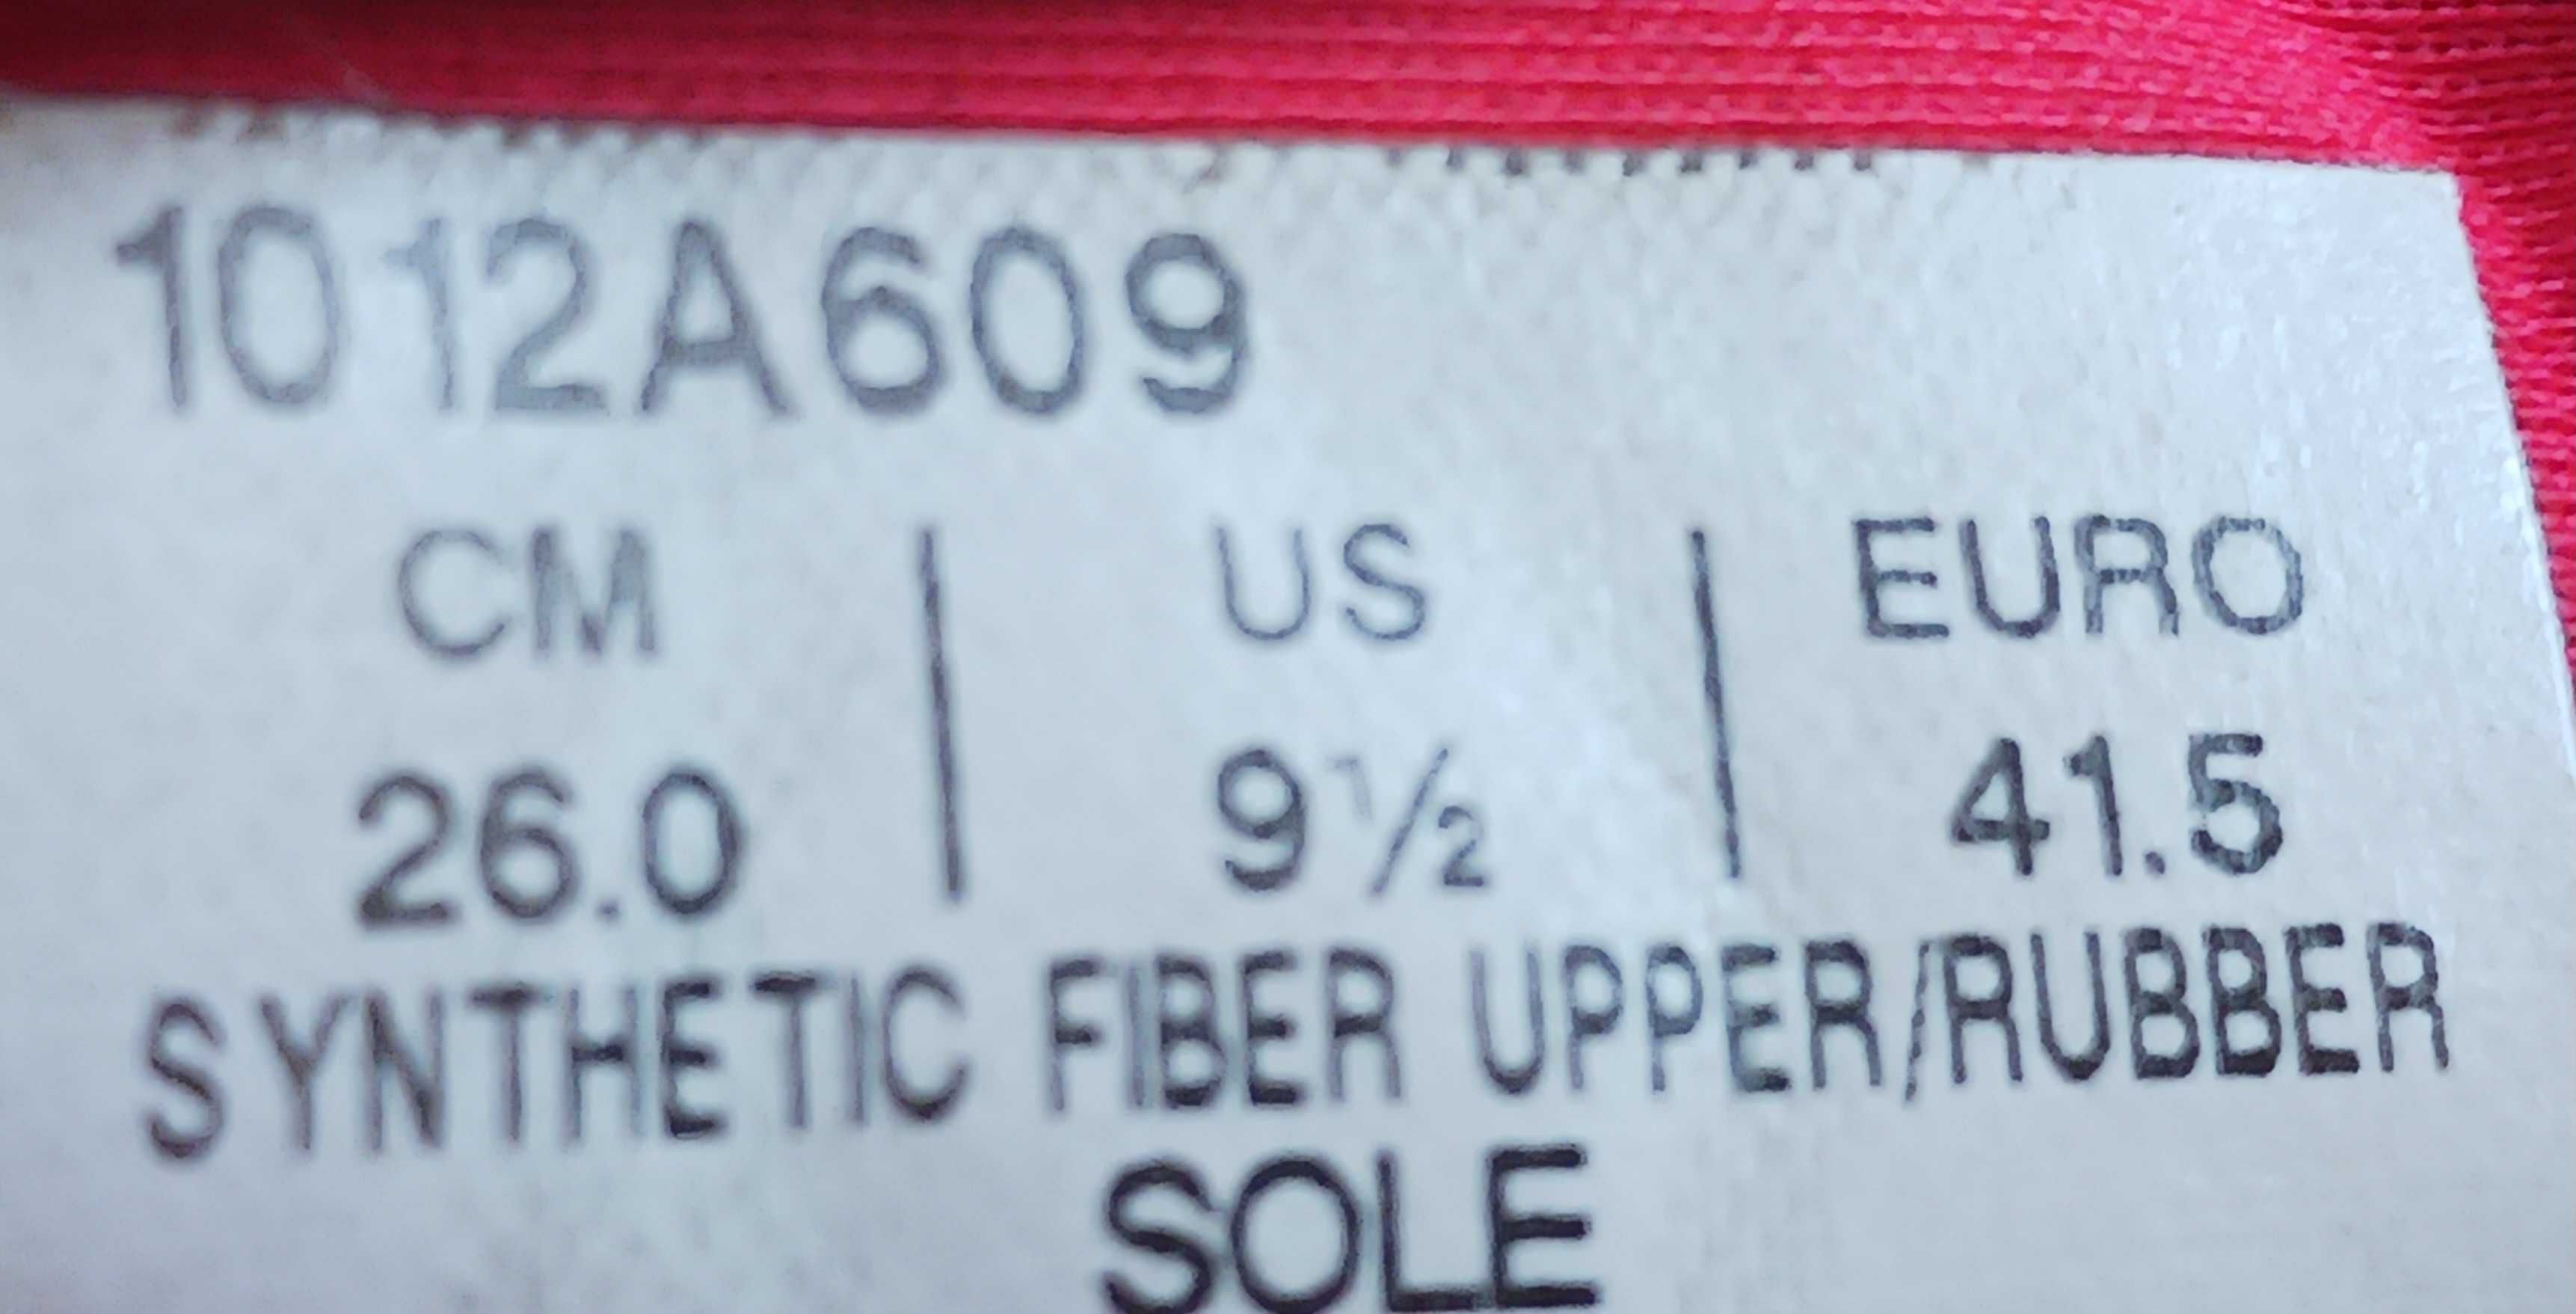 1012A609
CM | US | EURO
26.0 | 9½ | 41.5
SYNTHETIC FIBER UPPER/RUBBER
SOLE